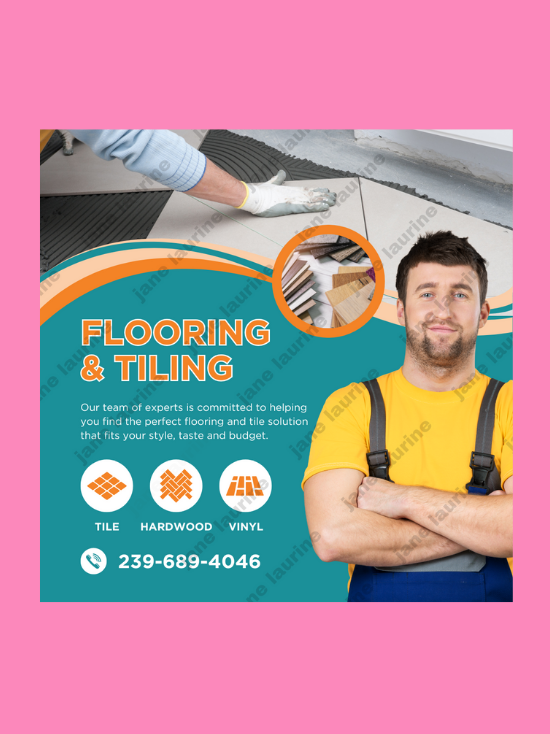 FLOORING
& TILING
Our team of experts is committed to helping
you find the perfect flooring and tile solution
that fits your style, taste and budget.
TILE HARDWOOD VINYL
239-689-4046
jane laurine